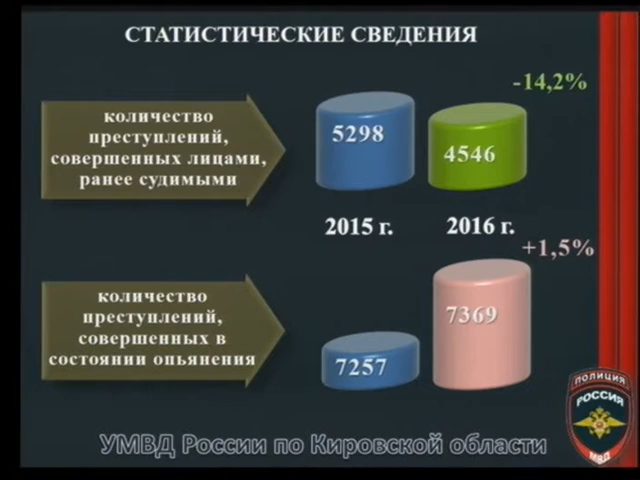 СТАТИСТИЧЕСКИЕ СВЕДЕНИЯ
-14,2%
количество
преступлений,
совершенных лицами,
ранее судимыми
5298
4546
2015 г.
2016 г.
+1,5%
количество
преступлений,
совершенных в
состоянии опьянения
7257
7369
ПОЛИЦИЯ
РОССИЯ
МВД
УМВД России по Кировской области